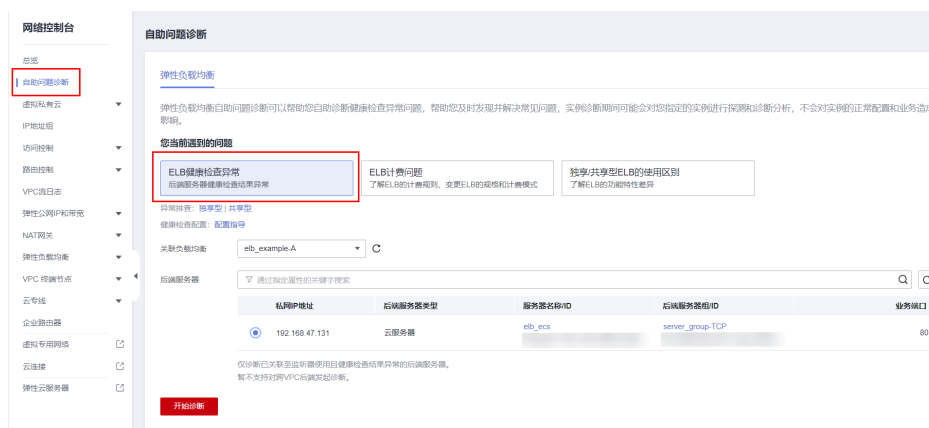 网络控制台
总览
自助问题诊断
虚拟私有云
IP地址组
访问控制
路由控制
VPC流日志
弹性公网IP和带宽
NAT网关
弹性负载均衡
VPC 终端节点
云专线
企业路由器
虚拟专用网络
云连接
弹性云服务器
自助问题诊断
弹性负载均衡
弹性负载均衡自助问题诊断可以帮助您自助诊断健康检查异常问题，帮助您及时发现并解决常见问题，实例诊断期间可能会对您指定的实例进行探测和诊断分析，不会对实例的正常配置和业务造成
影响。
您当前遇到的问题
ELB健康检查异常
后端服务器健康检查结果异常
ELB计费问题
了解ELB的计费规则、变更ELB的规格和计费模式
独享/共享型ELB的使用区别
了解ELB的功能特性差异
异常排查：独享型 | 共享型
健康检查配置：配置指导
关联负载均衡 elb_example-A
后端服务器 通过指定属性的关键字搜索
私网IP地址 后端服务器类型 服务器名称/ID 后端服务器组/ID 业务端口
192.168.47.131 云服务器 elb_ecs server_group-TCP 80
仅诊断已关联至监听器使用且健康检查结果异常的后端服务器。
暂不支持对跨VPC后端发起诊断。
开始诊断